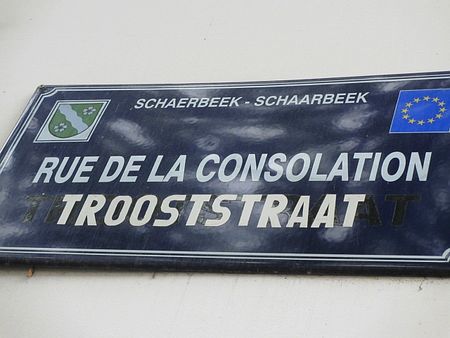 SCHAERBEEK - SCHAARBEEK
RUE DE LA CONSOLATION
TROOSTSTRAAT